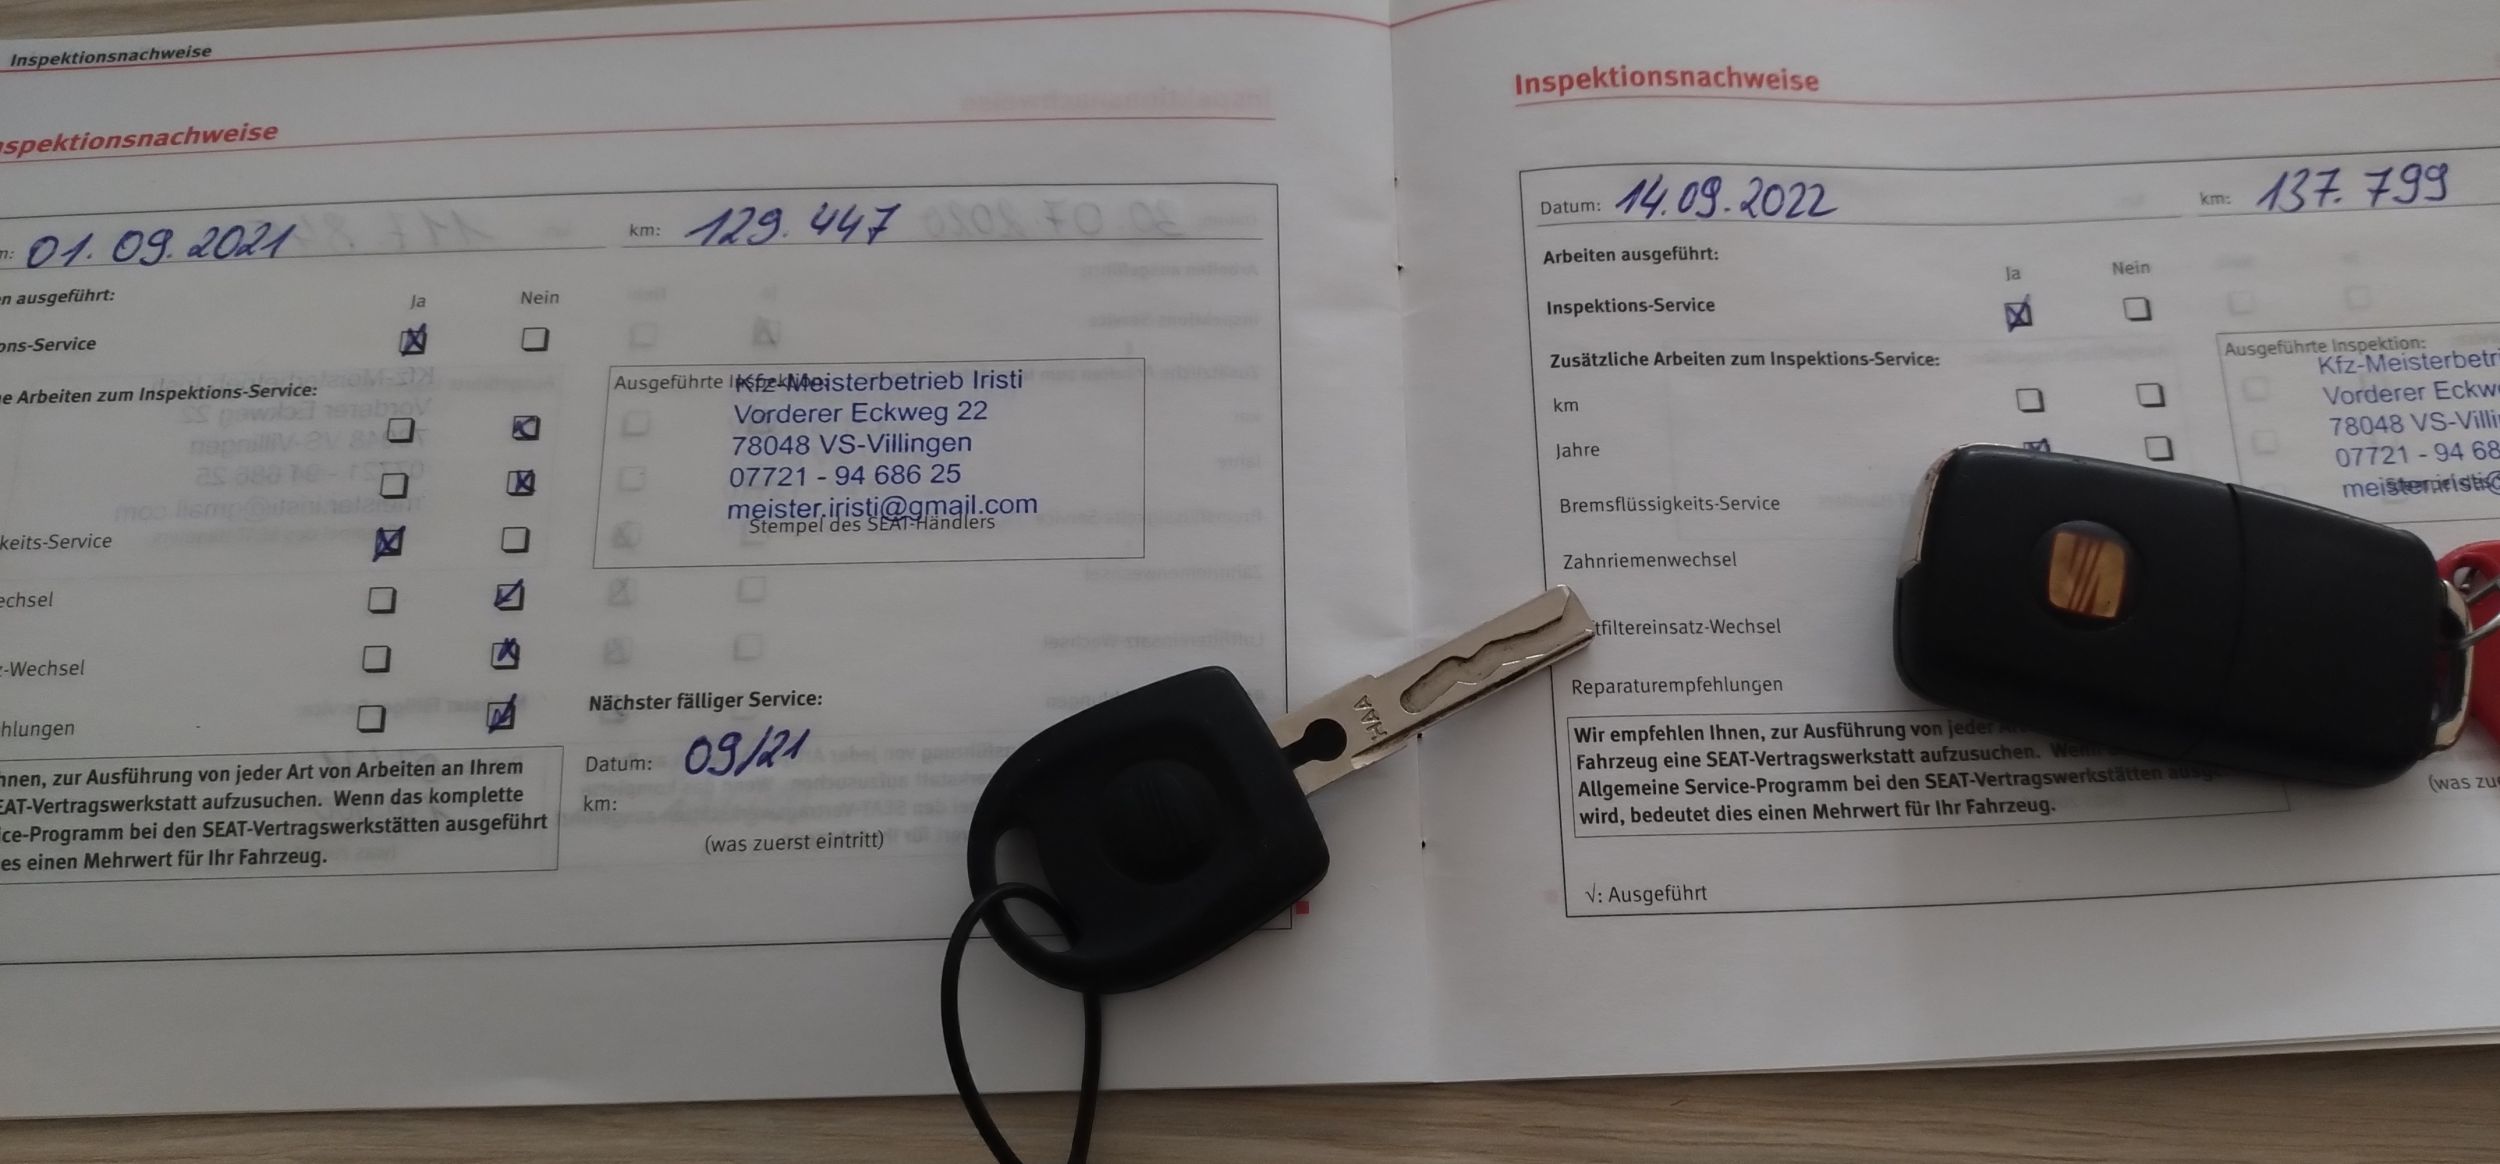 Inspektionsnachweise
nspektionsnachweise
m: 01.09.2021 km: 129.447
n ausgeführt: Ja Nein
ons-Service
e Arbeiten zum Inspektions-Service:
keits-Service
echsel
z-Wechsel
hlungen
Ausgeführte Inspektion:
Kfz-Meisterbetrieb Iristi
Vorderer Eckweg 22
78048 VS-Villingen
07721 - 94 686 25
meister.iristi@gmail.com
Stempel des SEAT-Händlers
Nächster fälliger Service:
Datum: 09/21
km:
(was zuerst eintritt)
hnen, zur Ausführung von jeder Art von Arbeiten an Ihrem
EAT-Vertragswerkstatt aufzusuchen. Wenn das komplette
ice-Programm bei den SEAT-Vertragswerkstätten ausgeführt
es einen Mehrwert für Ihr Fahrzeug.
Inspektionsnachweise
Datum: 14.09.2022 km: 137.799
Arbeiten ausgeführt:
Ja Nein
Inspektions-Service
Zusätzliche Arbeiten zum Inspektions-Service:
km
Jahre
Bremsflüssigkeits-Service
Zahnriemenwechsel
tfiltereinsatz-Wechsel
Reparaturempfehlungen
Ausgeführte Inspektion:
Kfz-Meisterbetri
Vorderer Eckw
78048 VS-Villi
07721 - 94 68
meister.iristi@
Wir empfehlen Ihnen, zur Ausführung von jeder
Fahrzeug eine SEAT-Vertragswerkstatt aufzusuchen. Wenn
Allgemeine Service-Programm bei den SEAT-Vertragswerkstätten ausge
wird, bedeutet dies einen Mehrwert für Ihr Fahrzeug.
(was zu
√: Ausgeführt
HAA